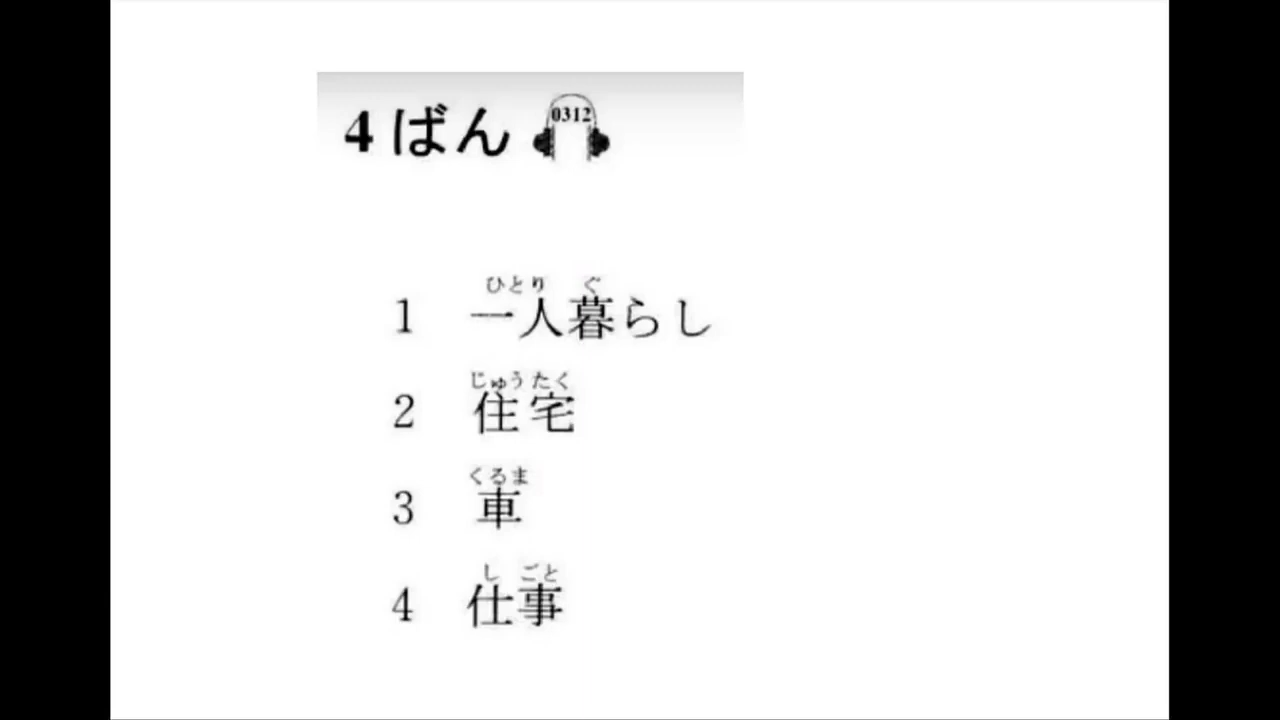 4ばん 0312
ひとり ぐ
1 一人暮らし
じゅうたく
2 住宅
くるま
3 車
し ごと
4 仕事